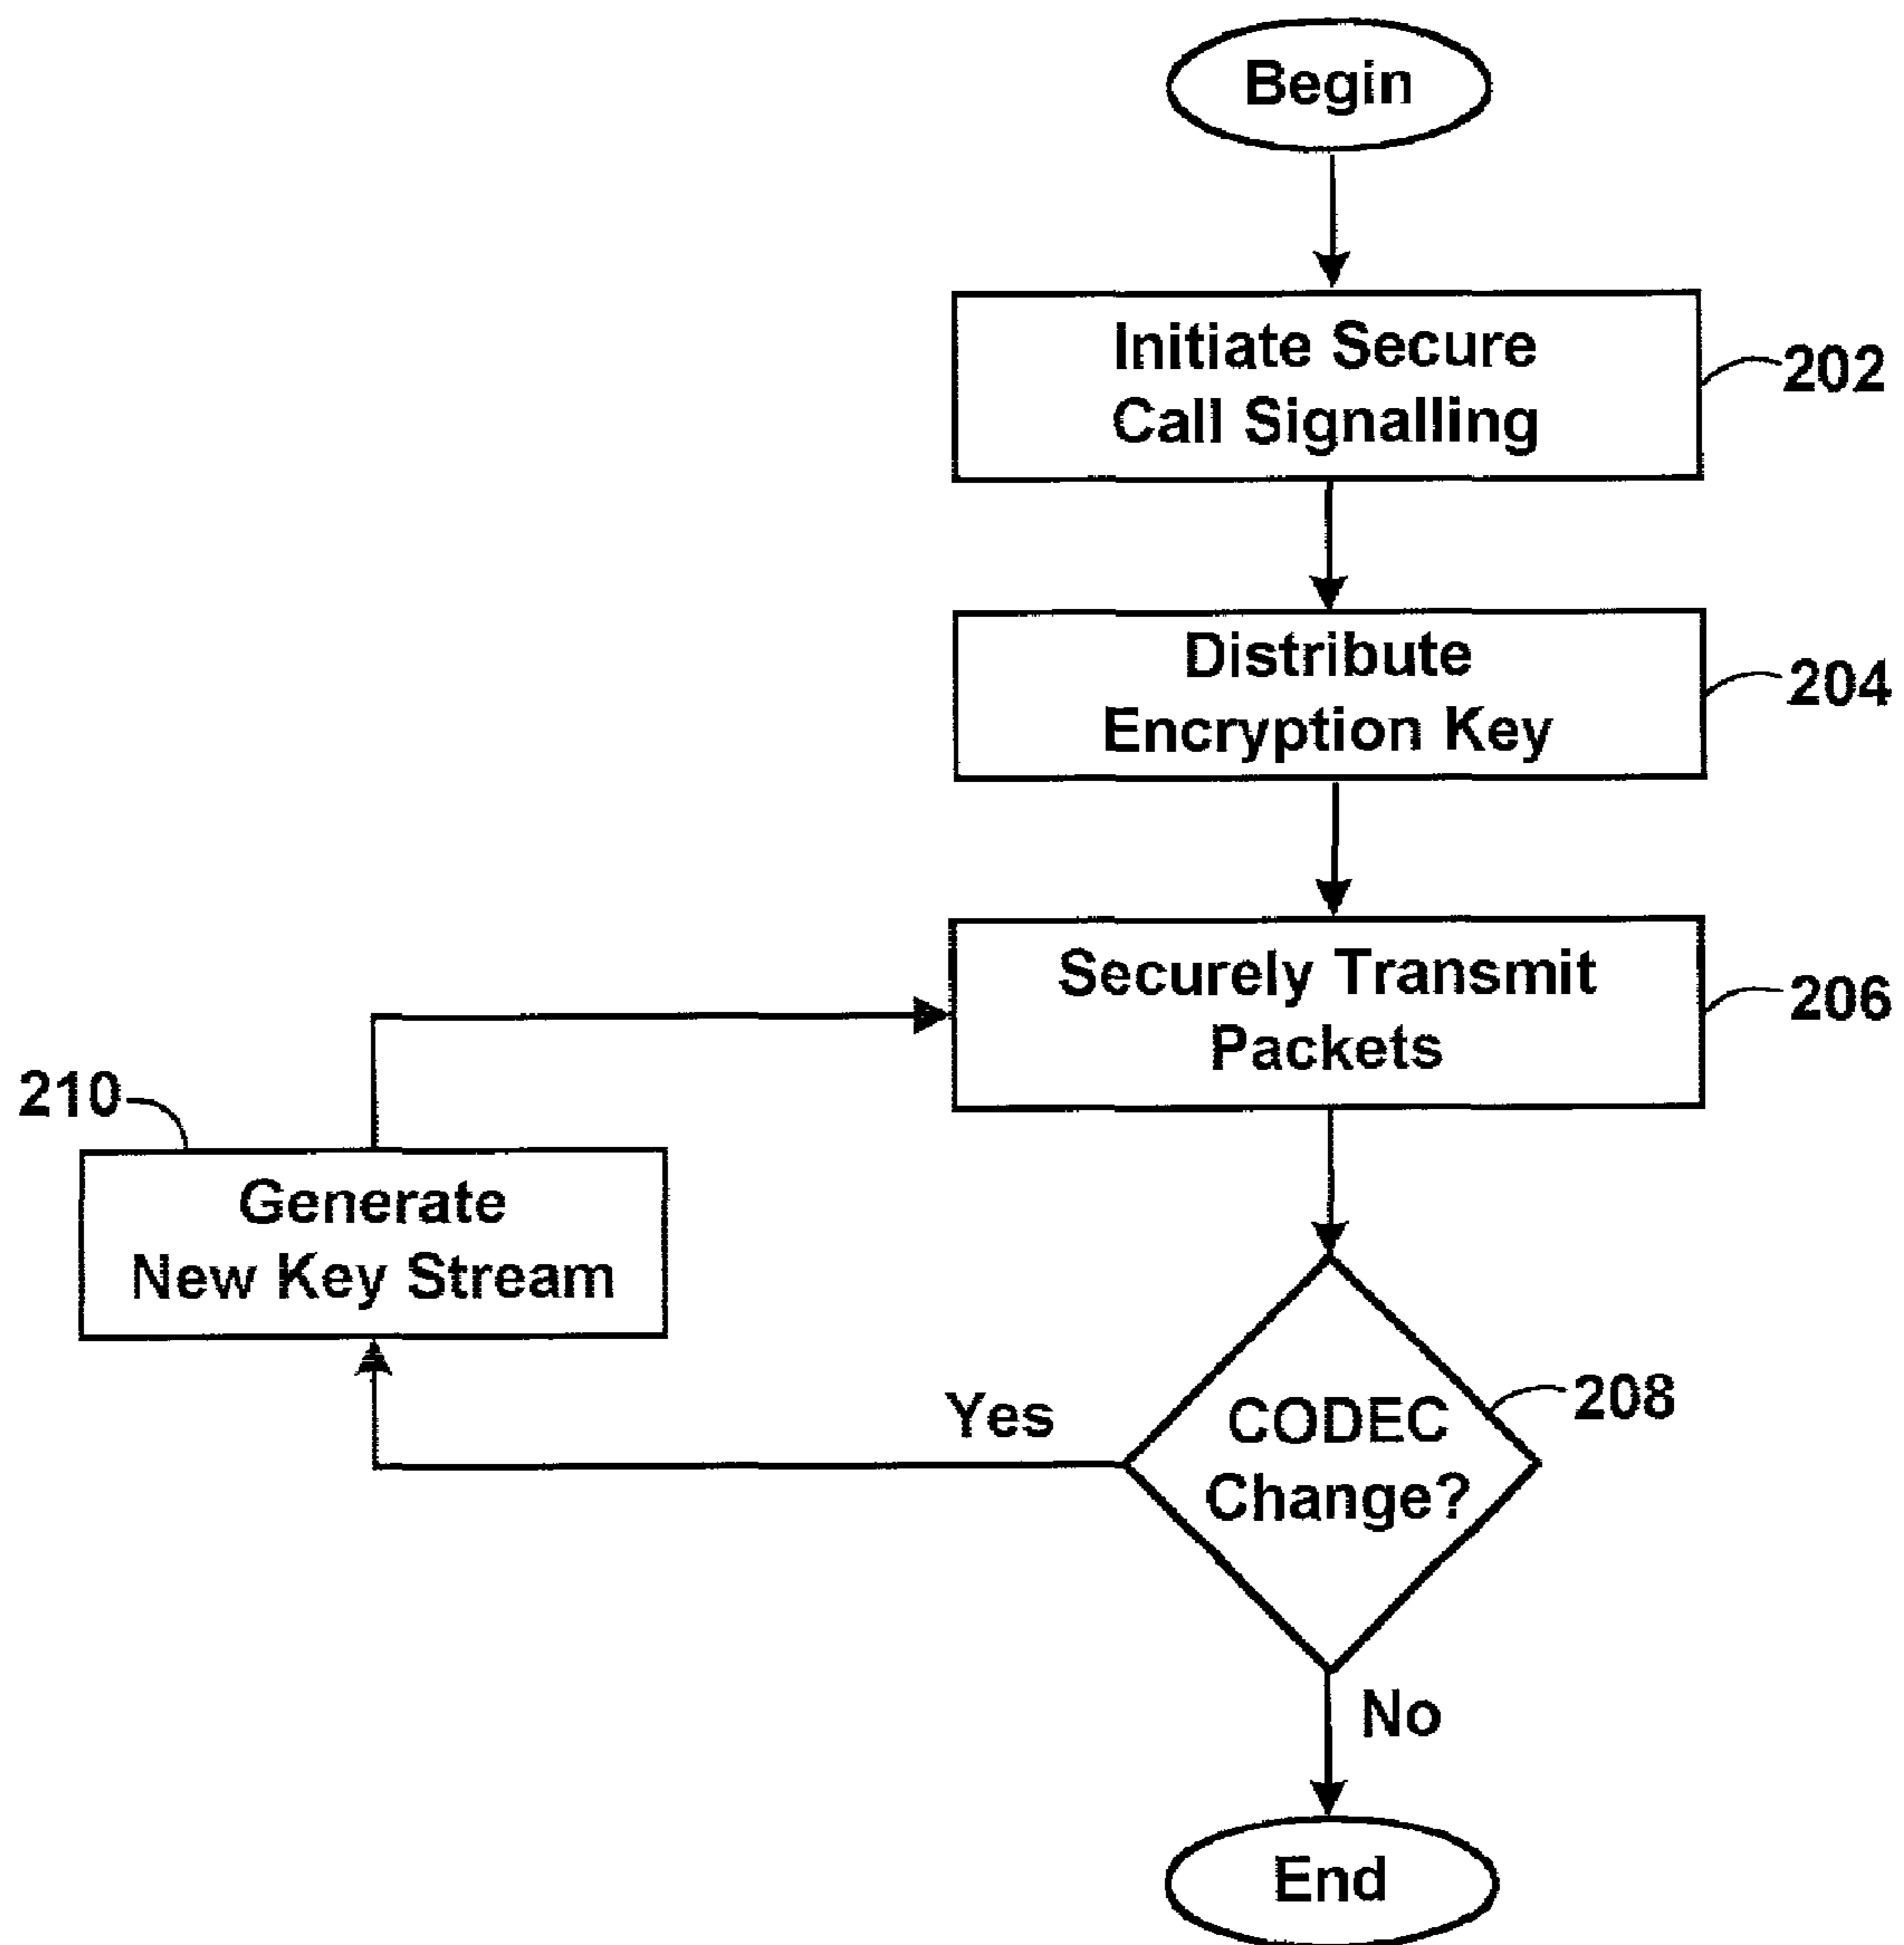 Begin
Initiate Secure
Call Signalling
202
Distribute
Encryption Key
204
Securely Transmit
Packets
206
210
Generate
New Key Stream
Yes
CODEC
Change?
208
No
End